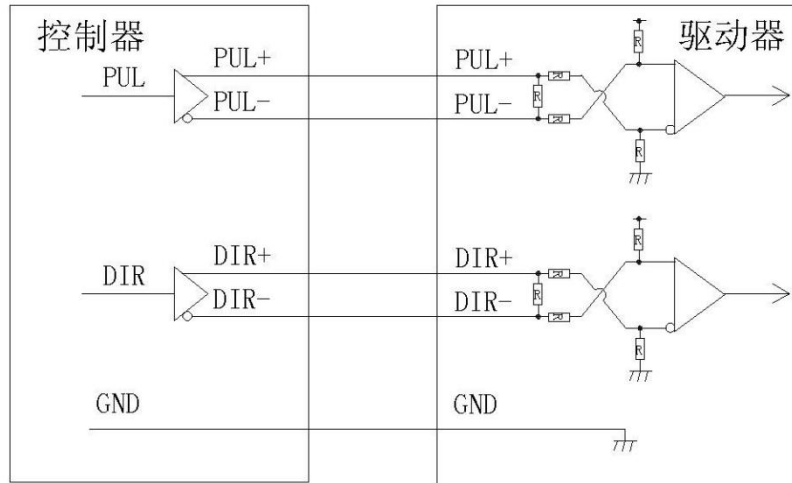 控制器 驱动器
PUL PUL+ PUL+
PUL- PUL-
R
R
R
R
R
DIR DIR+ DIR+
DIR- DIR-
R
R
R
R
R
GND GND